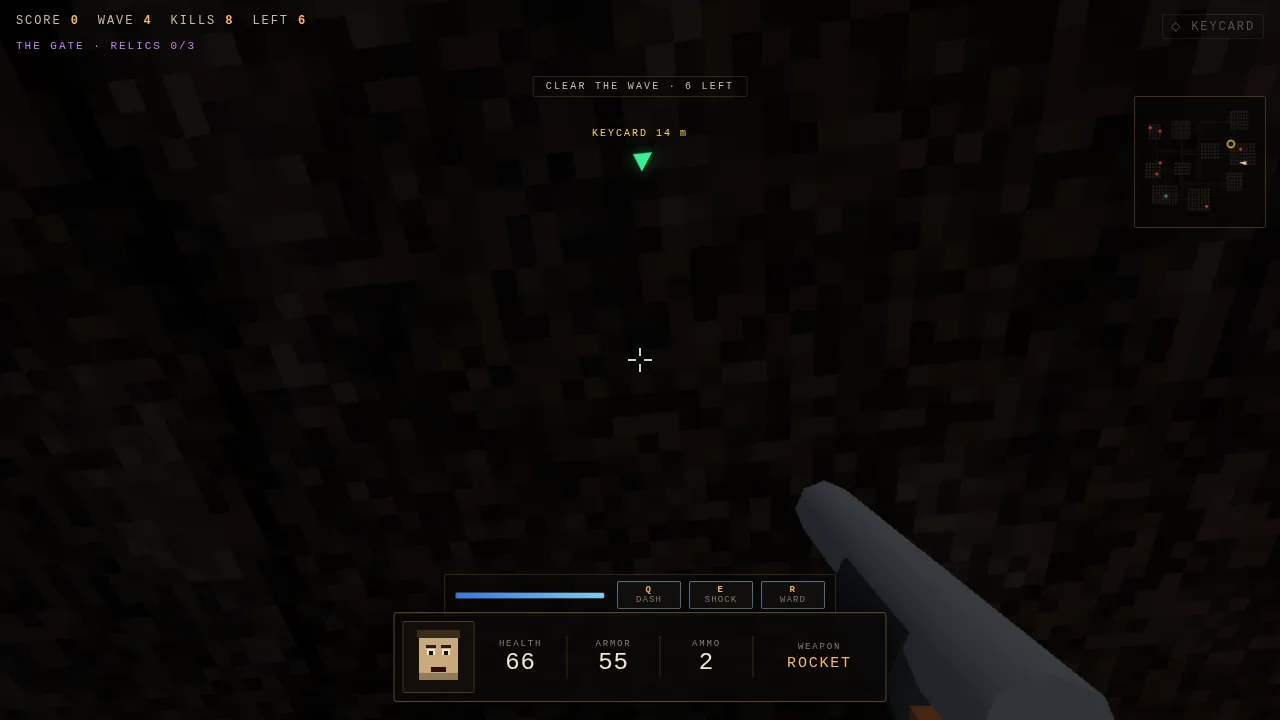 SCORE 0 WAVE 4 KILLS 8 LEFT 6
THE GATE · RELICS 0/3
◇ KEYCARD
CLEAR THE WAVE · 6 LEFT
KEYCARD 14 m
Q DASH
E SHOCK
R WARD
HEALTH 66
ARMOR 55
AMMO 2
WEAPON ROCKET